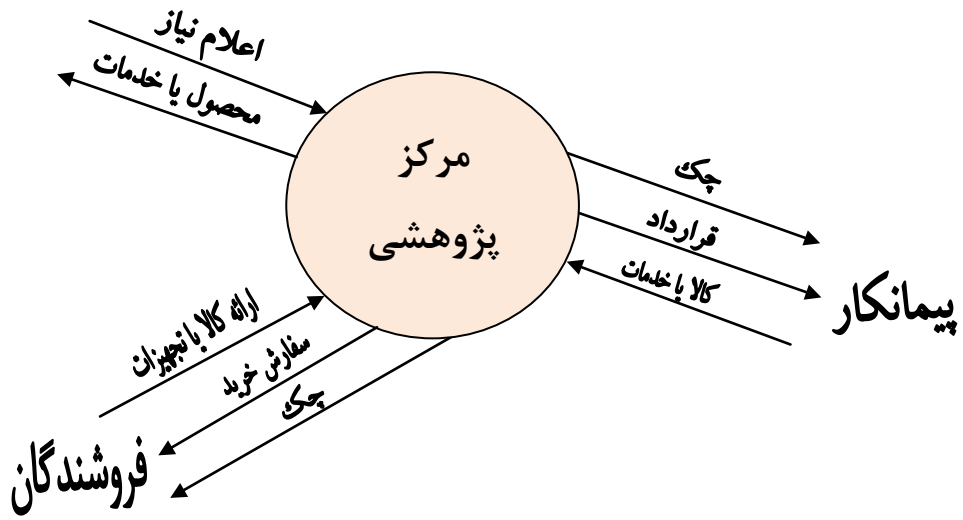 اعلام نیاز
محصول یا خدمات
مرکز
پژوهشی
چک
قرارداد
کالا یا خدمات
پیمانکار
ارائه کالا یا تجهیزات
سفارش خرید
چک
فروشندگان